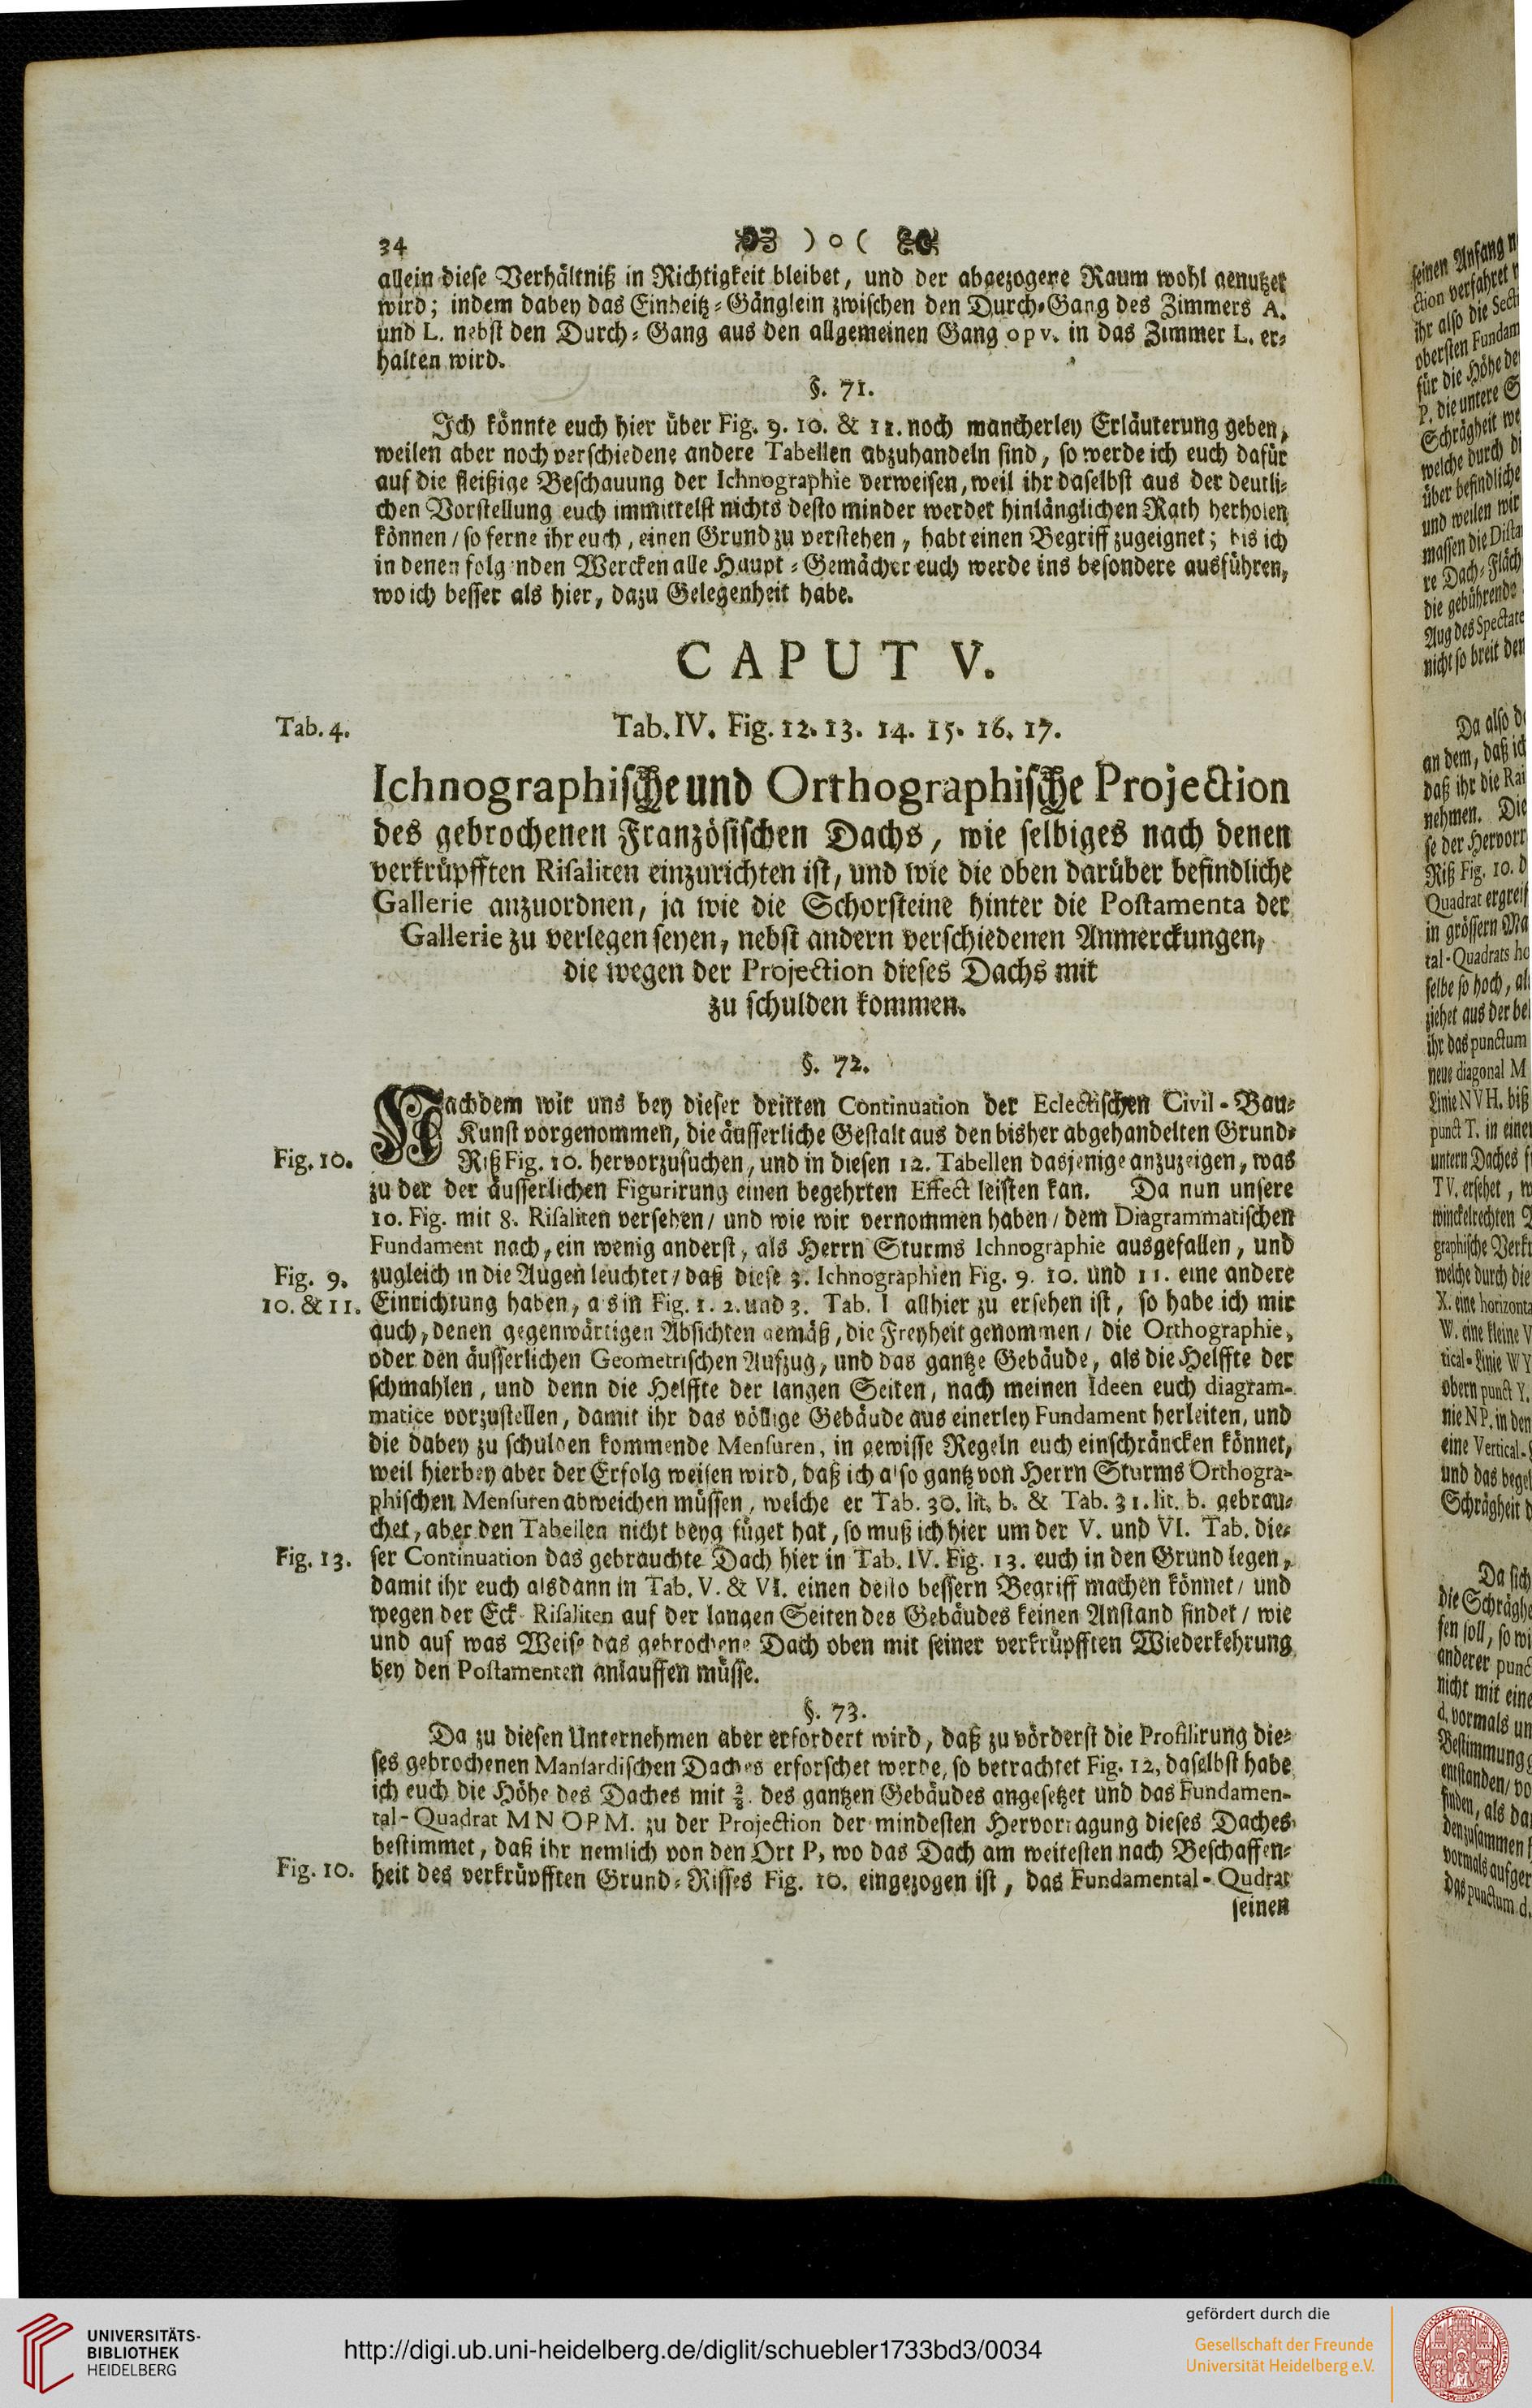 34 ) o (
allein diese Verhältniß in Richtigkeit bleibet, und der abgezogene Raum wohl genutzet
wird; indem dabey das Einheitz-Gänglein zwischen den Durch-Gang des Zimmers A.
und L. nebst den Durch-Gang aus den allgemeinen Gang o p v. in das Zimmer L. er-
halten wird.
§. 71.
Ich könnte euch hier über Fig. 9. 10. & 11. noch mancherley Erläuterung geben,
weilen aber noch verschiedene andere Tabellen abzuhandeln sind, so werde ich euch dafür
auf die fleißige Beschauung der Ichnographie verweisen, weil ihr daselbst aus der deutli-
chen Vorstellung euch immittelst nichts desto minder werdet hinlänglichen Rath herholen
können / so ferne ihr euch, einen Grund zu verstehen, habt einen Begriff zugeignet; bis ich
in denen folgenden Wercken alle Haupt-Gemächer euch werde ins besondere ausführen,
wo ich besser als hier, dazu Gelegenheit habe.
CAPUT V.
Tab. 4. Tab. IV. Fig. 12. 13. 14. 15. 16. 17.
Ichnographische und Orthographische Projection
des gebrochenen Französischen Dachs, wie selbiges nach denen
verkrüpfften Risaliten einzurichten ist, und wie die oben darüber befindliche
Gallerie anzuordnen, ja wie die Schorsteine hinter die Postamenta der
Gallerie zu verlegen seyen, nebst andern verschiedenen Anmerckungen,
die wegen der Projection dieses Dachs mit
zu schulden kommen.
§. 72.
Nachdem wir uns bey dieser dritten Continuation der Eclectischen Civil-Bau-
Kunst vorgenommen, die äusserliche Gestalt aus den bisher abgehandelten Grund-
Fig. 10. Riß Fig. 10. hervorzusuchen, und in diesen 12. Tabellen dasjenige anzuzeigen, was
zu der der äusserlichen Figurirung einen begehrten Effect leisten kan. Da nun unsere
10. Fig. mit 8. Risaliten versehen / und wie wir vernommen haben / dem Diagrammatischen
Fundament nach, ein wenig anderst, als Herrn Sturms Ichnographie ausgefallen, und
Fig. 9. zugleich in die Augen leuchtet / daß diese 3. Ichnographien Fig. 9. 10. und 11. eine andere
10. & 11. Einrichtung haben, als in Fig. 1. 2. und 3. Tab. I allhier zu ersehen ist, so habe ich mir
auch, denen gegenwärtigen Absichten gemäß, die Freyheit genommen / die Orthographie,
oder den äusserlichen Geometrischen Aufzug, und das gantze Gebäude, als die Helffte der
schmahlen, und denn die Helffte der langen Seiten, nach meinen Ideen euch diagram-
matice vorzustellen, damit ihr das völlige Gebäude aus einerley Fundament herleiten, und
die dabey zu schulden kommende Mensuren, in gewisse Regeln euch einschräncken könnet,
weil hierbey aber der Erfolg weisen wird, daß ich also gantz von Herrn Sturms Orthogra-
phischen Mensuren abweichen müssen, welche er Tab. 30. lit. b. & Tab. 31. lit. b. gebrau-
chet, aber den Tabellen nicht beyg füget hat, so muß ich hier um der V. und VI. Tab. die-
Fig. 13. ser Continuation das gebrauchte Dach hier in Tab. IV. Fig. 13. euch in den Grund legen,
damit ihr euch alsdann in Tab. V. & VI. einen desto bessern Begriff machen könnet / und
wegen der Eck-Risaliten auf der langen Seiten des Gebäudes keinen Anstand findet / wie
und auf was Weise das gebrochene Dach oben mit seiner verkrüpfften Wiederkehrung
bey den Postamenten anlauffen müsse.
§. 73.
Da zu diesen Unternehmen aber erfordert wird, daß zu vörderst die Profilirung die-
ses gebrochenen Mansardischen Daches erforschet werde, so betrachtet Fig. 12, daselbst habe
ich euch die Höhe des Daches mit des gantzen Gebäudes angesetzet und das Fundamen-
tal-Quadrat M N O P M. zu der Projection der mindesten Hervorragung dieses Daches
bestimmet, daß ihr nemlich von den Ort P, wo das Dach am weitesten nach Beschaffen-
Fig. 10. heit des verkrüpfften Grund-Risses Fig. 10. eingezogen ist, das Fundamental-Qudrat
seinen
UNIVERSITÄTS-
BIBLIOTHEK
HEIDELBERG
http://digi.ub.uni-heidelberg.de/diglit/schuebler1733bd3/0034
gefördert durch die
Gesellschaft der Freunde
Universität Heidelberg e.V.